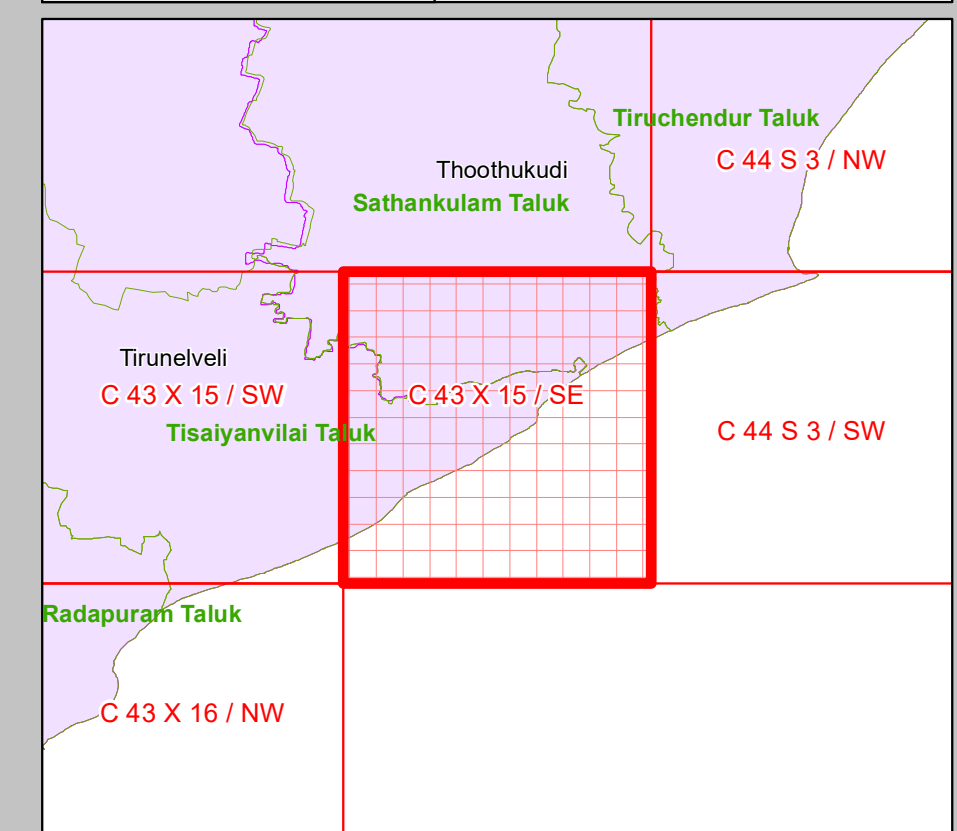 Tiruchendur Taluk
C 44 S 3 / NW
Thoothukudi
Sathankulam Taluk
Tirunelveli
C 43 X 15 / SW
C 43 X 15 / SE
Tisaiyanvilai Taluk
C 44 S 3 / SW
Radapuram Taluk
C 43 X 16 / NW